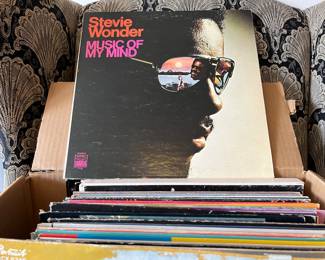 Stevie
Wonder
MUSIC OF
MY MIND